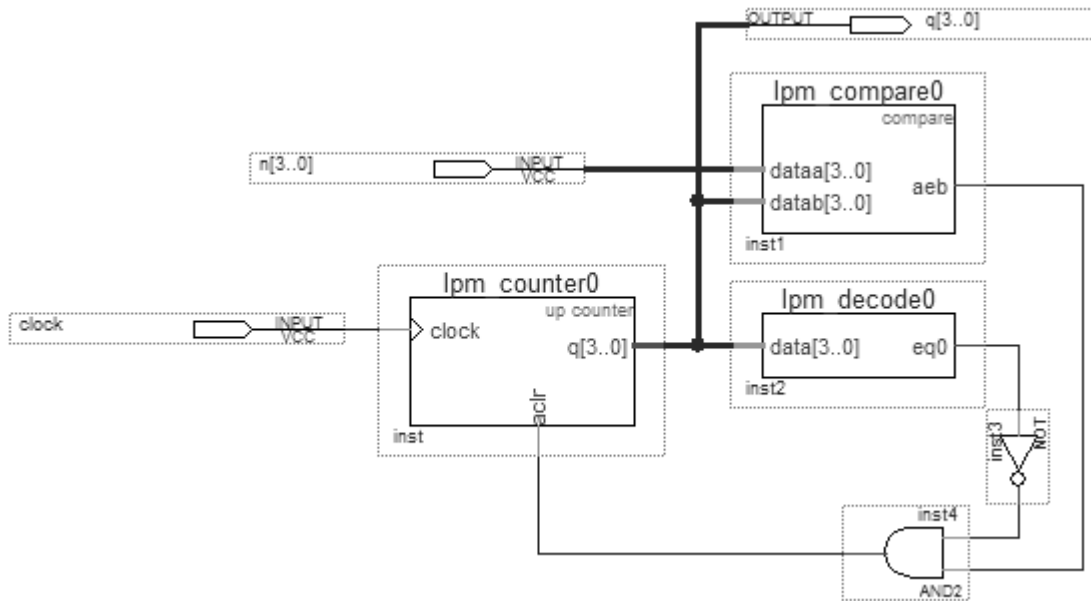 OUTPUT q[3..0]
lpm_compare0
compare
n[3..0] INPUT
VCC
dataa[3..0]
datab[3..0]
aeb
inst1
lpm_counter0
up counter
clock INPUT
VCC
clock
q[3..0]
aclr
inst
lpm_decode0
data[3..0] eq0
inst2
inst3
NOT
inst4
AND2